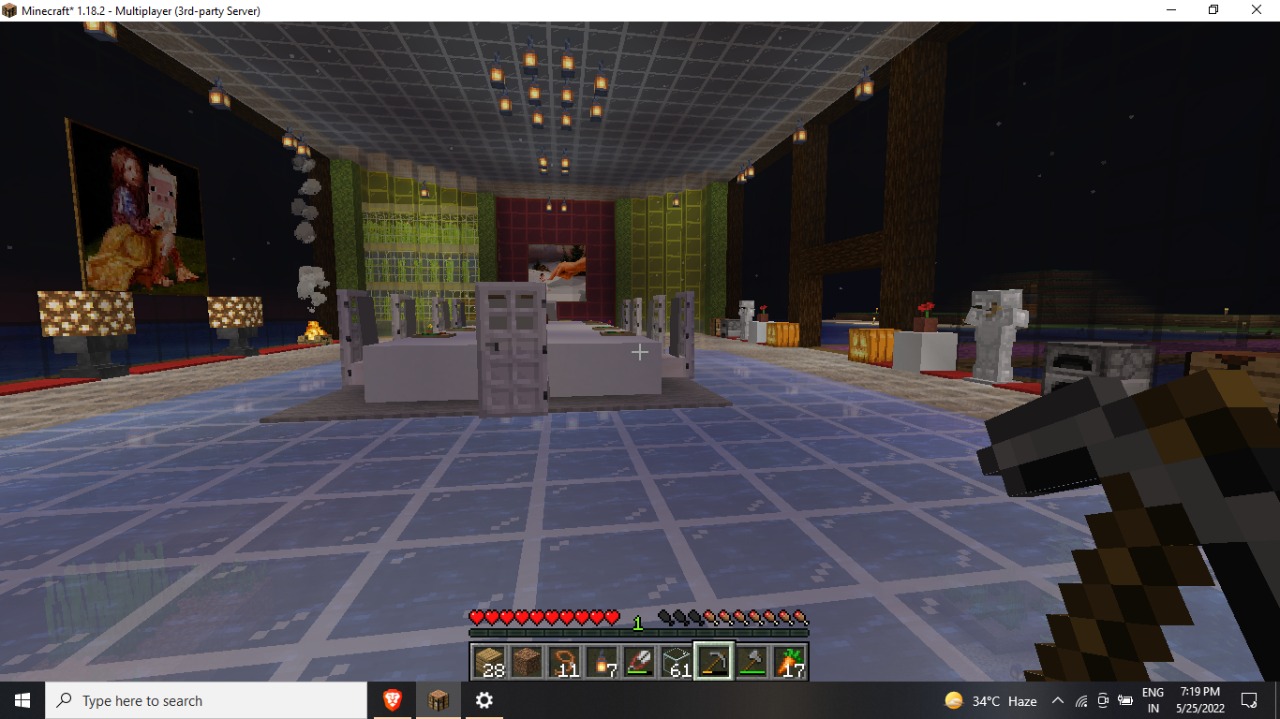 Minecraft* 1.18.2 - Multiplayer (3rd-party Server)
1
28
11
7
61
17
Type here to search
34°C Haze
ENG
IN
7:19 PM
5/25/2022